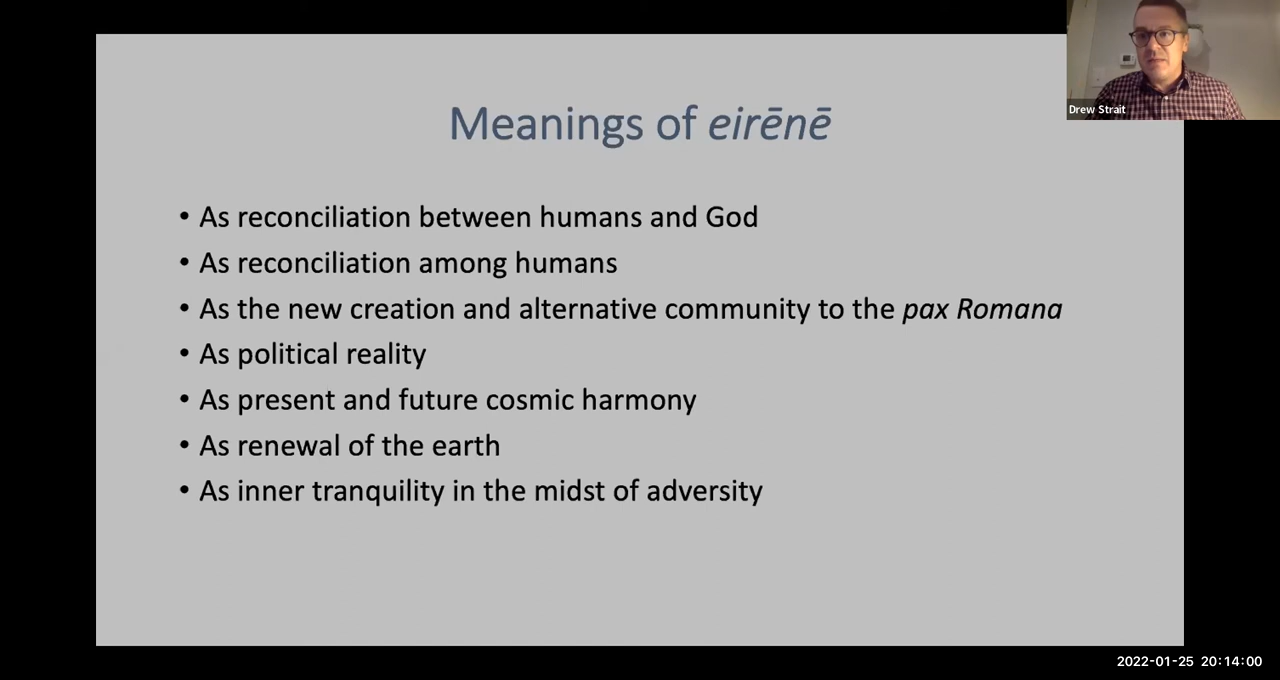 Drew Strait
Meanings of eirēnē
• As reconciliation between humans and God
• As reconciliation among humans
• As the new creation and alternative community to the pax Romana
• As political reality
• As present and future cosmic harmony
• As renewal of the earth
• As inner tranquility in the midst of adversity
2022-01-25 20:14:00